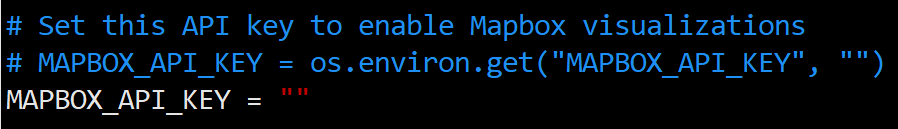 # Set this API key to enable Mapbox visualizations
# MAPBOX_API_KEY = os.environ.get("MAPBOX_API_KEY", "")
MAPBOX_API_KEY = ""